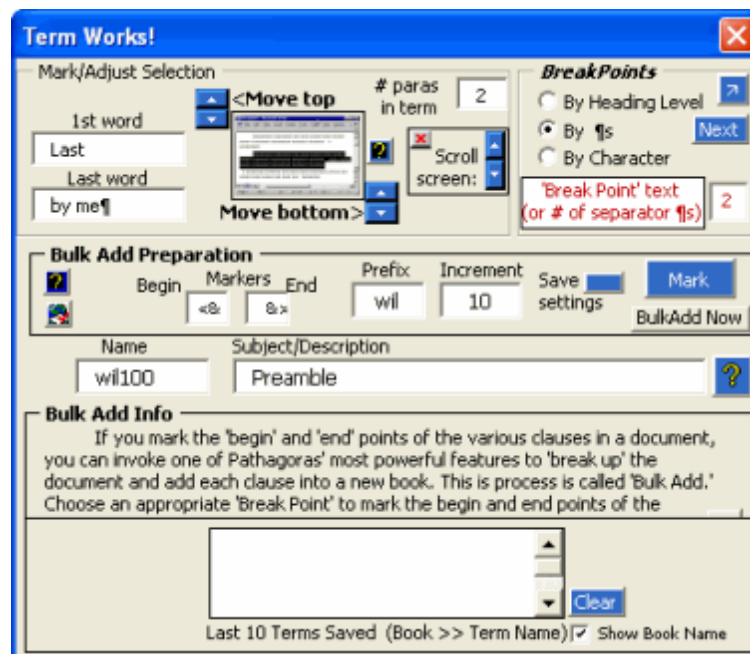 Term Works!
Mark/Adjust Selection
1st word
Last
Last word
by me¶
<Move top
Move bottom>
# paras
in term
2
Scroll
screen:
BreakPoints
By Heading Level
By ¶s
By Character
Next
'Break Point' text
(or # of separator ¶s)
2
Bulk Add Preparation
Begin
Markers
End
<&
&>
Prefix
wil
Increment
10
Save
settings
Mark
BulkAdd Now
Name
wil100
Subject/Description
Preamble
?
Bulk Add Info
If you mark the 'begin' and 'end' points of the various clauses in a document,
you can invoke one of Pathagoras' most powerful features to 'break up' the
document and add each clause into a new book. This is process is called 'Bulk Add.'
Choose an appropriate 'Break Point' to mark the begin and end points of the
Clear
Last 10 Terms Saved (Book >> Term Name)
Show Book Name